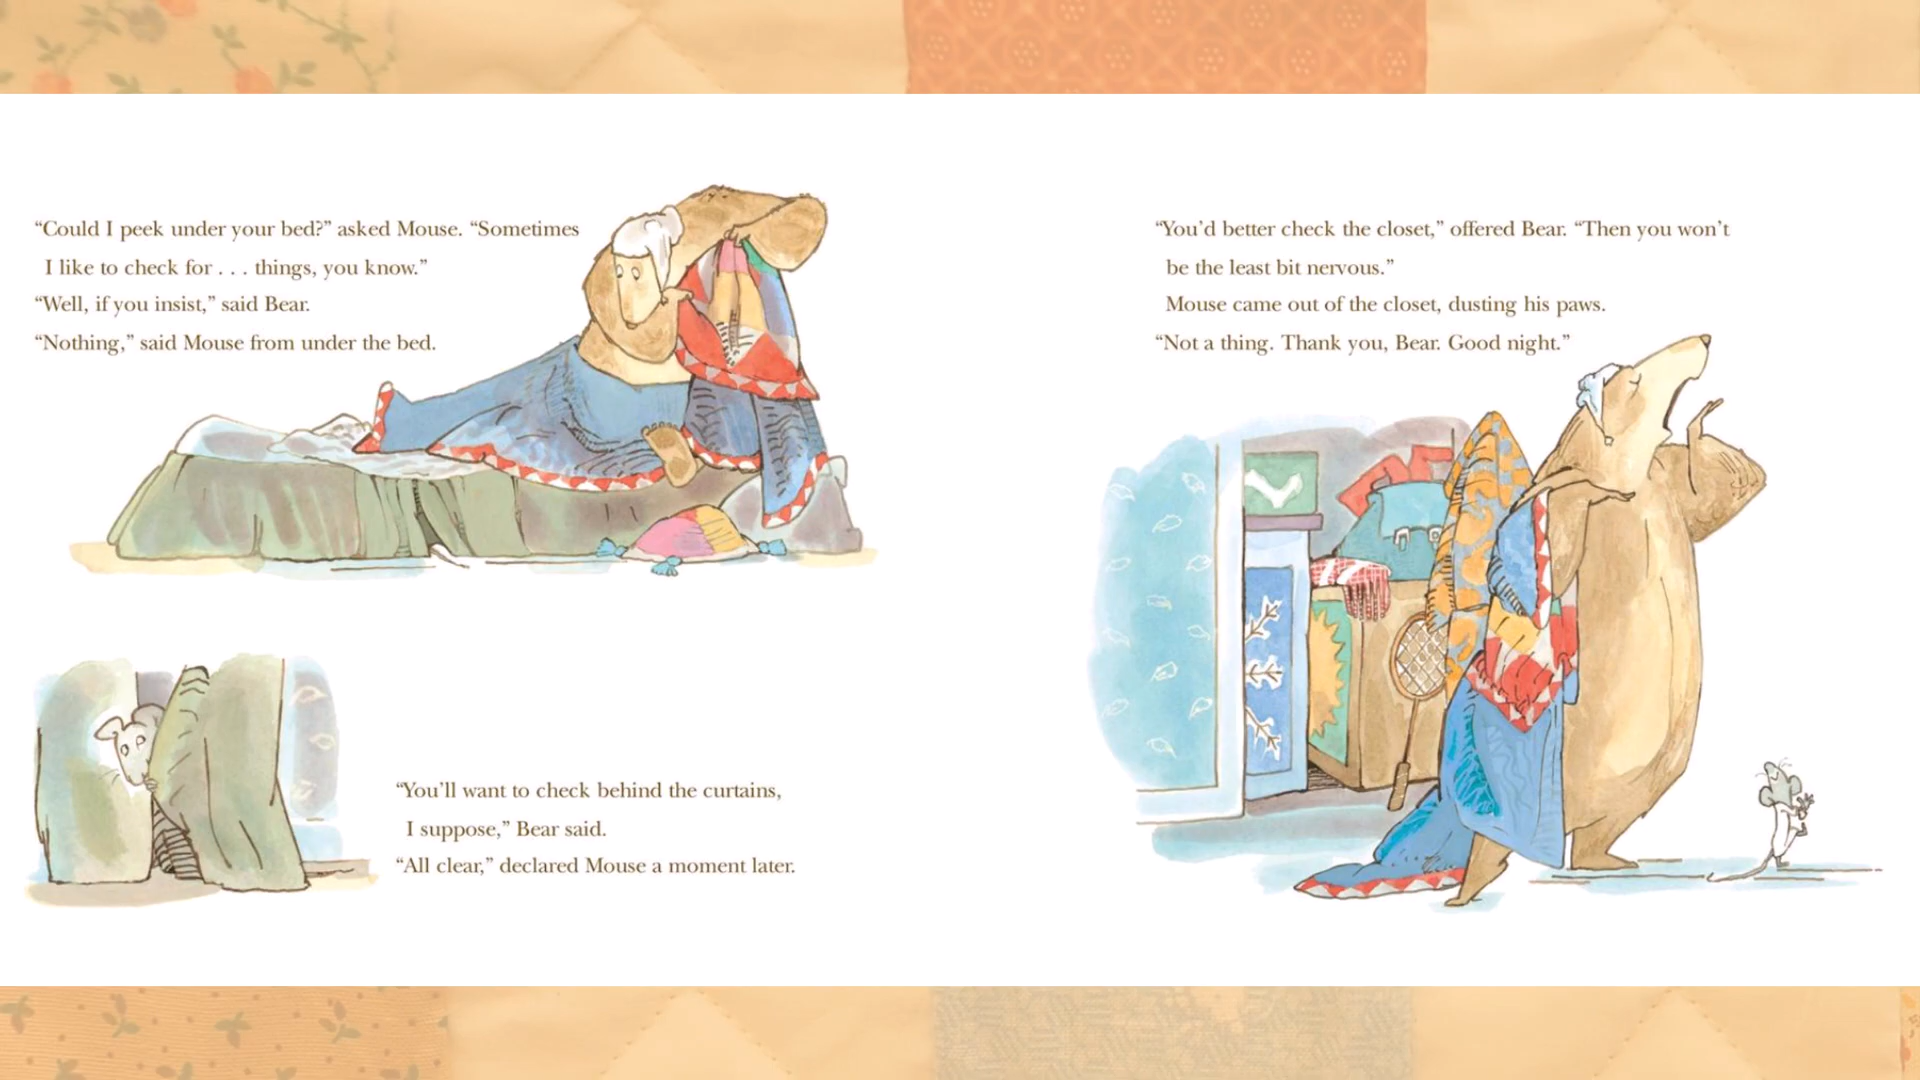 “Could I peek under your bed?” asked Mouse. “Sometimes
I like to check for . . . things, you know.”
“Well, if you insist,” said Bear.
“Nothing,” said Mouse from under the bed.
“You’ll want to check behind the curtains,
I suppose,” Bear said.
“All clear,” declared Mouse a moment later.
“You’d better check the closet,” offered Bear. “Then you won’t
be the least bit nervous.”
Mouse came out of the closet, dusting his paws.
“Not a thing. Thank you, Bear. Good night.”